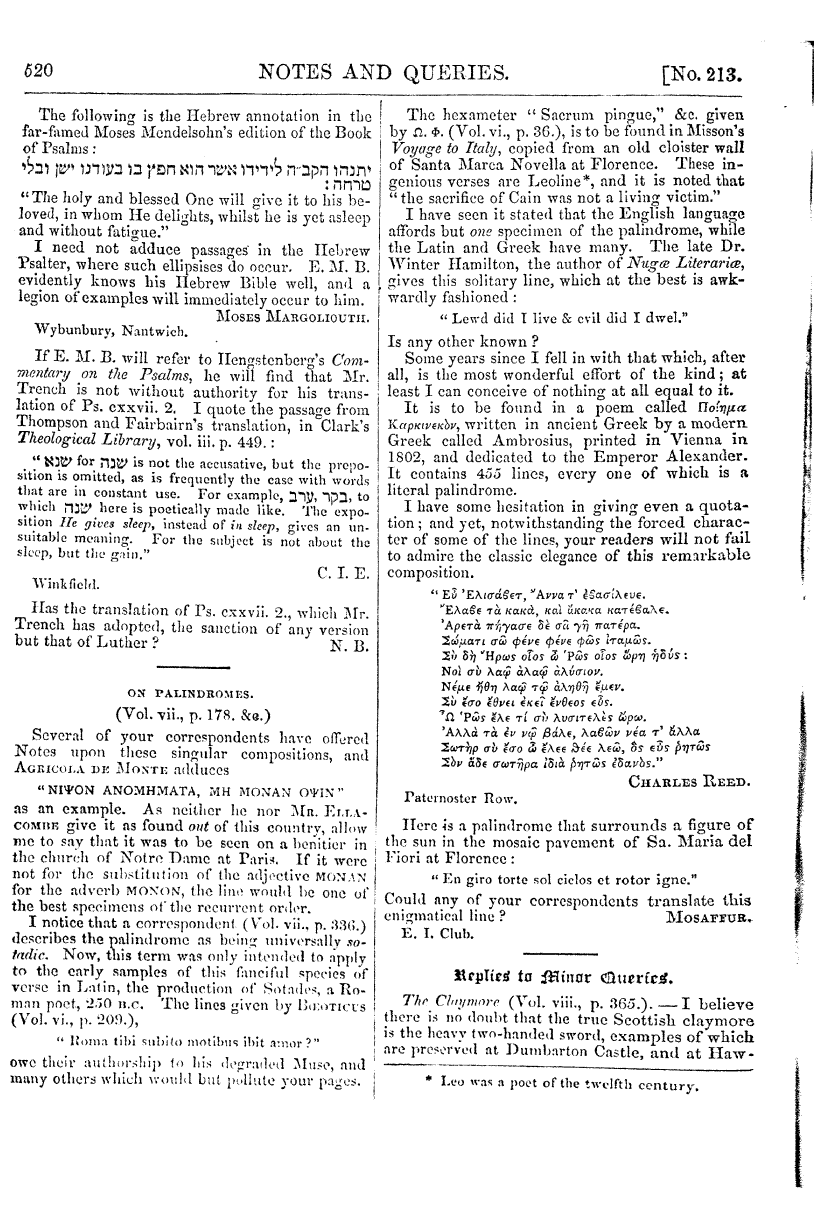 520 NOTES AND QUERIES. [No. 213.
The following is the Hebrew annotation in the
far-famed Moses Mendelsohn's edition of the Book
of Psalms:
יתנהו הקב״ה לידידו אשר הוא חפץ בו בעודנו ישן ובלי
טרחה:
"The holy and blessed One will give it to his be-
loved, in whom He delights, whilst he is yet asleep
and without fatigue."
I need not adduce passages in the Hebrew
Psalter, where such ellipsises do occur. E. M. B.
evidently knows his Hebrew Bible well, and a
legion of examples will immediately occur to him.
MOSES MARGOLIOUTH.
Wybunbury, Nantwich.
If E. M. B. will refer to Hengstenberg's Com-
mentary on the Psalms, he will find that Mr.
Trench is not without authority for his trans-
lation of Ps. cxxvii. 2. I quote the passage from
Thompson and Fairbairn's translation, in Clark's
Theological Library, vol. iii. p. 449.:
"שנא for שנה is not the accusative, but the prepo-
sition is omitted, as is frequently the case with words
that are in constant use. For example, בקר, ערב, to
which שנה here is poetically made like. The expo-
sition He gives sleep, instead of in sleep, gives an un-
suitable meaning. For the subject is not about the
sleep, but the gain."
C. I. E.
Winkfield.
Has the translation of Ps. cxxvii. 2., which Mr.
Trench has adopted, the sanction of any version
but that of Luther? N. B.
ON PALINDROMES.
(Vol. vii., p. 178. &c.)
Several of your correspondents have offered
Notes upon these singular compositions, and
AGRICOLA DE MONTE adduces
"ΝΙΨΟΝ ΑΝΟΜΗΜΑΤΑ, ΜΗ ΜΟΝΑΝ ΟΨΙΝ"
as an example. As neither he nor MR. ELLA-
COMBE give it as found out of this country, allow
me to say that it was to be seen on a benitier in
the church of Notre Dame at Paris. If it were
not for the substitution of the adjective ΜΟΝΑΝ
for the adverb ΜΟΝΟΝ, the line would be one of
the best specimens of the recurrent order.
I notice that a correspondent (Vol. vii., p. 336.)
describes the palindrome as being universally so-
tadic. Now, this term was only intended to apply
to the early samples of this fanciful species of
verse in Latin, the production of Sotades, a Ro-
man poet, 250 B.C. The lines given by BŒOTICUS
(Vol. vi., p. 209.),
"Roma tibi subito motibus ibit amor?"
owe their authorship to his degraded Muse, and
many others which would but pollute your pages.
The hexameter "Sacrum pingue," &c. given
by Ω. Φ. (Vol. vi., p. 36.), is to be found in Misson's
Voyage to Italy, copied from an old cloister wall
of Santa Marca Novella at Florence. These in-
genious verses are Leoline*, and it is noted that
"the sacrifice of Cain was not a living victim."
I have seen it stated that the English language
affords but one specimen of the palindrome, while
the Latin and Greek have many. The late Dr.
Winter Hamilton, the author of Nugæ Literariæ,
gives this solitary line, which at the best is awk-
wardly fashioned:
"Lewd did I live & evil did I dwel."
Is any other known?
Some years since I fell in with that which, after
all, is the most wonderful effort of the kind; at
least I can conceive of nothing at all equal to it.
It is to be found in a poem called Ποίημα
Καρκινικὸν, written in ancient Greek by a modern
Greek called Ambrosius, printed in Vienna in
1802, and dedicated to the Emperor Alexander.
It contains 455 lines, every one of which is a
literal palindrome.
I have some hesitation in giving even a quota-
tion; and yet, notwithstanding the forced charac-
ter of some of the lines, your readers will not fail
to admire the classic elegance of this remarkable
composition.
"Εὖ Ἐλισάϐετ, Ἄννα τ' ἐϐασίλευε.
Ἔλαϐε τὰ κακὰ, καὶ ἄκακα κατέϐαλε.
Ἀρετὰ πήγασε δὲ σᾶ γῆ πατέρα.
Σώματι σῶ φένε φένε φῶς ἰταμῶς.
Σὺ δὴ Ἥρως οἷος ὦ Ῥῶς οἷος ὥρη ἡδύς:
Νοὶ σὺ λαῷ ἀλαῷ ἀλύσιον.
Νέμε ἤθη λαῷ τῷ ἀληθῆ ἔμεν.
Σὺ ἔσο ἔθνει ἐκεῖ ἔνθεος εὖς.
Ὦ Ῥῶς ἔλε τί σὺ λυσιτελὲς ὥρω.
Ἀλλὰ τὰ ἐν νῷ βάλε, λαϐῶν νέα τ' ἄλλα
Σωτὴρ σὺ ἔσο ὦ ἔλεε θέε λεῶ, ὃς εὖς ῥητῶς
Σὸν ἅδε σωτῆρα ἰδιὰ ῥητῶς ἐδανός."
CHARLES REED.
Paternoster Row.
Here is a palindrome that surrounds a figure of
the sun in the mosaic pavement of Sa. Maria del
Fiori at Florence:
"En giro torte sol ciclos et rotor igne."
Could any of your correspondents translate this
enigmatical line? MOSAFFUR.
E. I. Club.
Replies to Minor Queries.
The Claymore (Vol. viii., p. 365.). — I believe
there is no doubt that the true Scottish claymore
is the heavy two-handed sword, examples of which
are preserved at Dumbarton Castle, and at Haw-
* Leo was a poet of the twelfth century.